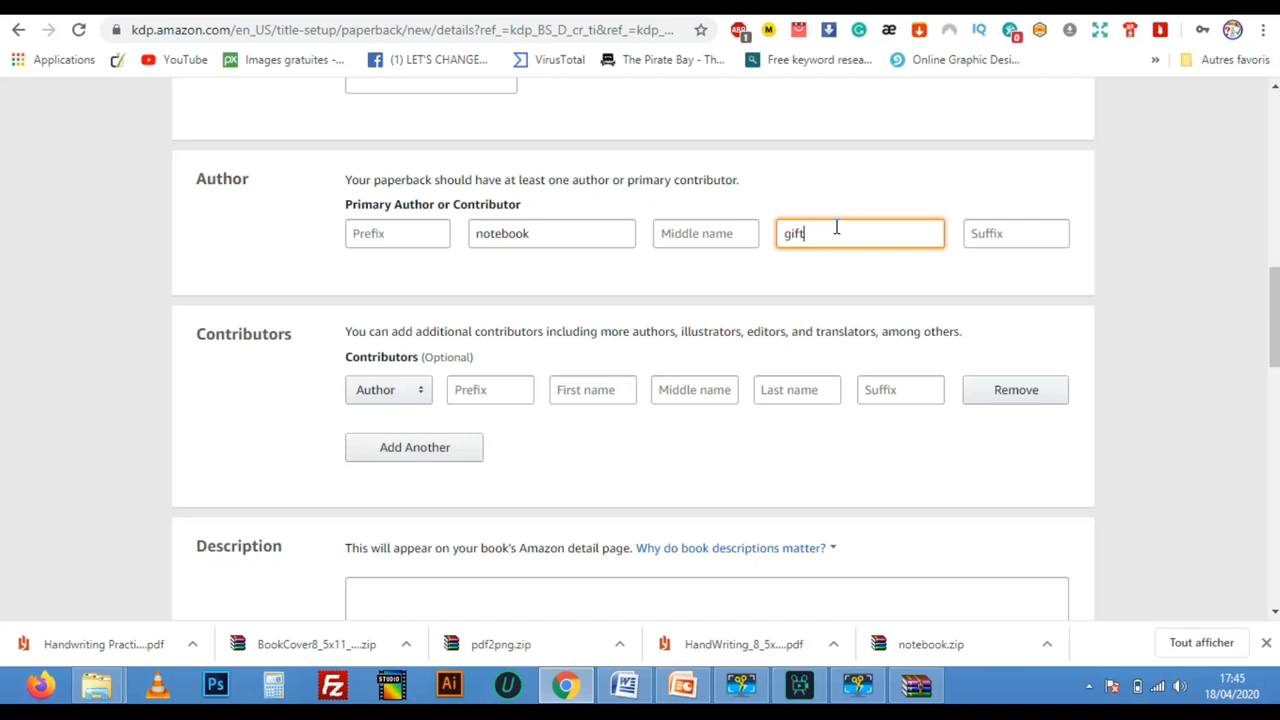 kdp.amazon.com/en_US/title-setup/paperback/new/details?ref_=kdp_BS_D_cr_ti&ref_=kdp_...
Applications YouTube Images gratuites -... (1) LET'S CHANGE... VirusTotal The Pirate Bay - Th... Free keyword resea... Online Graphic Desi... » Autres favoris
Author
Your paperback should have at least one author or primary contributor.
Primary Author or Contributor
Prefix notebook Middle name gift Suffix
Contributors
You can add additional contributors including more authors, illustrators, editors, and translators, among others.
Contributors (Optional)
Author Prefix First name Middle name Last name Suffix Remove
Add Another
Description
This will appear on your book's Amazon detail page. Why do book descriptions matter?
Handwriting Practi....pdf BookCover8_5x11_....zip pdf2png.zip HandWriting_8_5x....pdf notebook.zip Tout afficher
17:45
18/04/2020